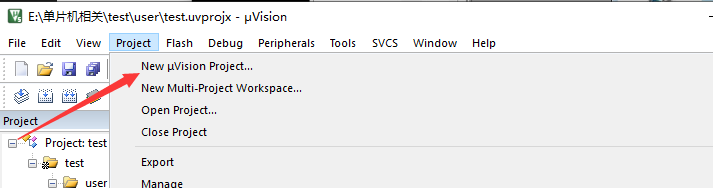 E:\单片机相关\test\user\test.uvprojx - µVision
File Edit View Project Flash Debug Peripherals Tools SVCS Window Help
New µVision Project...
New Multi-Project Workspace...
Open Project...
Close Project
Export
Manage
Project
Project: test
test
user